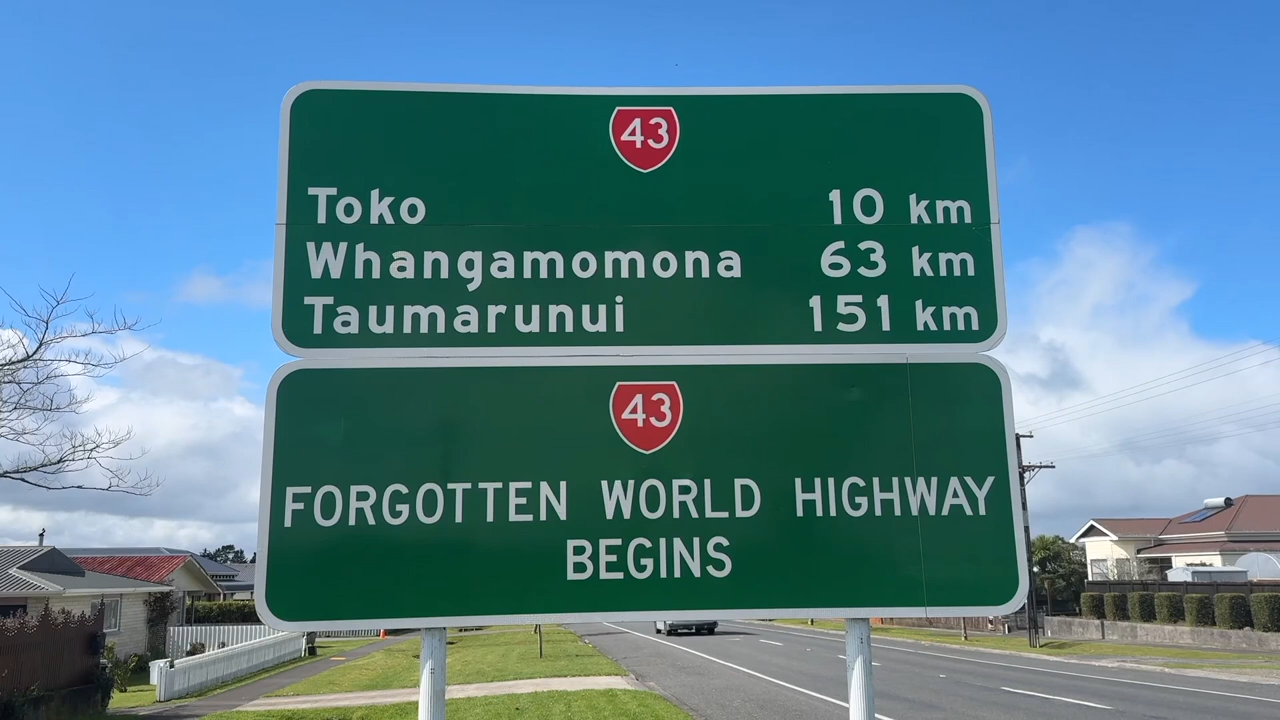 43
Toko 10 km
Whangamomona 63 km
Taumarunui 151 km
43
FORGOTTEN WORLD HIGHWAY
BEGINS